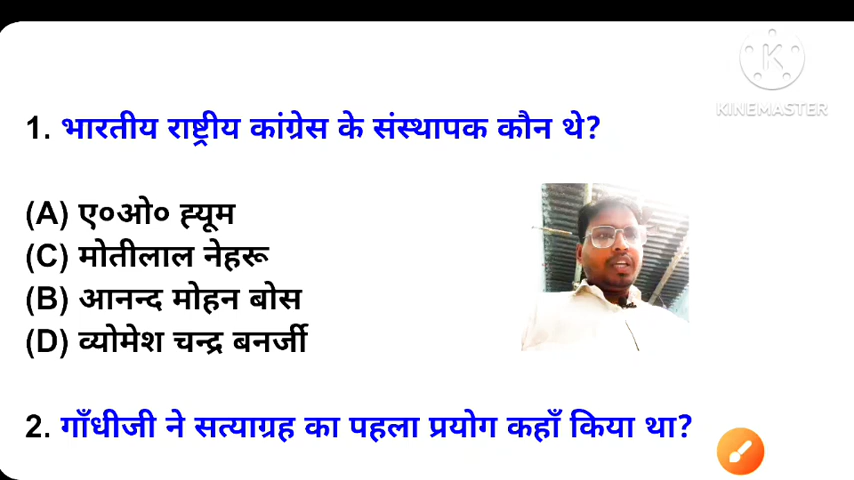 KINEMASTER
1. भारतीय राष्ट्रीय कांग्रेस के संस्थापक कौन थे?
(A) ए०ओ० ह्यूम
(C) मोतीलाल नेहरू
(B) आनन्द मोहन बोस
(D) व्योमेश चन्द्र बनर्जी
2. गाँधीजी ने सत्याग्रह का पहला प्रयोग कहाँ किया था?